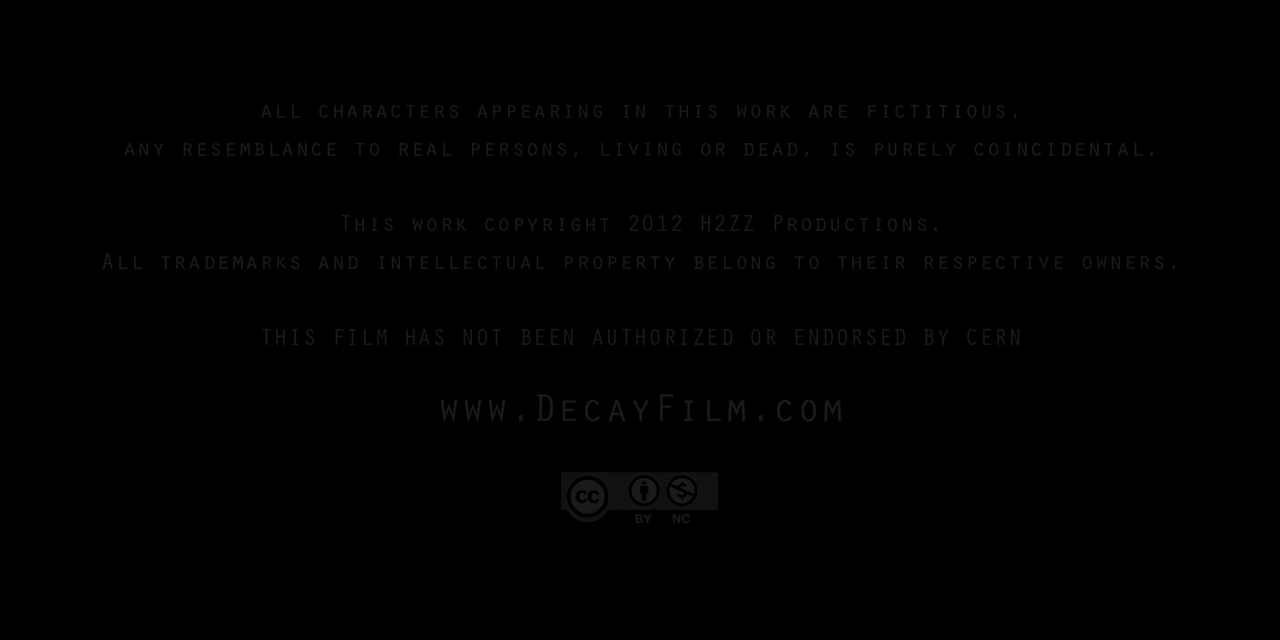 ALL CHARACTERS APPEARING IN THIS WORK ARE FICTITIOUS.
ANY RESEMBLANCE TO REAL PERSONS, LIVING OR DEAD, IS PURELY COINCIDENTAL.
THIS WORK COPYRIGHT 2012 H2ZZ PRODUCTIONS.
ALL TRADEMARKS AND INTELLECTUAL PROPERTY BELONG TO THEIR RESPECTIVE OWNERS.
THIS FILM HAS NOT BEEN AUTHORIZED OR ENDORSED BY CERN
WWW.DECAYFILM.COM
CC
BY NC